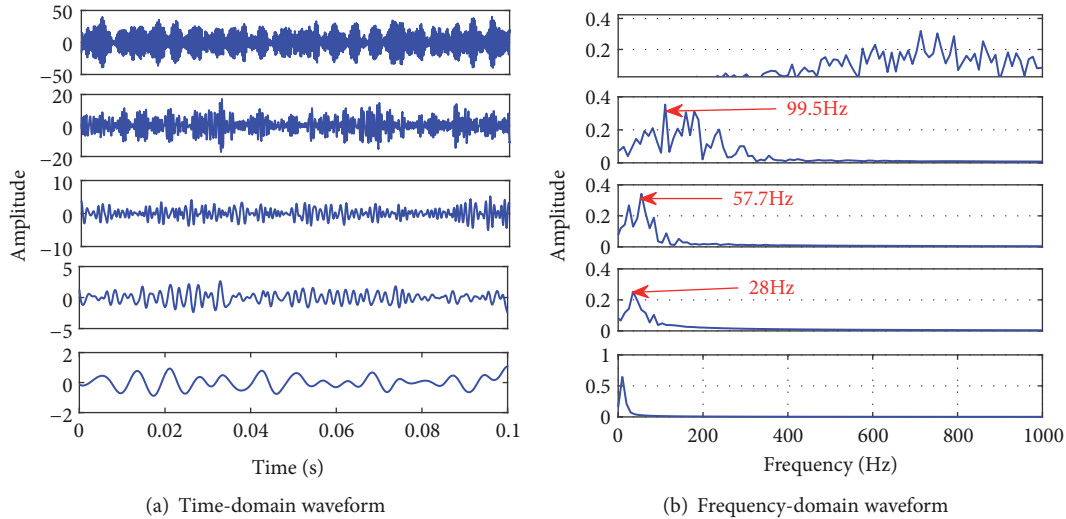 50
0
−50
20
0
−20
10
0
−10
5
0
−5
2
0
−2
0 0.02 0.04 0.06 0.08 0.1
Amplitude
Time (s)
(a) Time-domain waveform
0.4
0.2
0.4
0.2
0
99.5Hz
0.4
0.2
0
57.7Hz
0.4
0.2
0
28Hz
1
0.5
0
0 200 400 600 800 1000
Amplitude
Frequency (Hz)
(b) Frequency-domain waveform